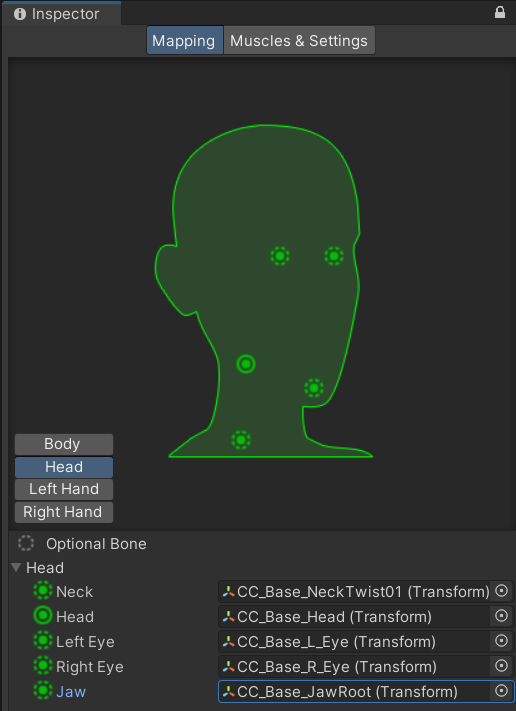 Inspector
Mapping Muscles & Settings
Body
Head
Left Hand
Right Hand
Optional Bone
Head
Neck CC_Base_NeckTwist01 (Transform)
Head CC_Base_Head (Transform)
Left Eye CC_Base_L_Eye (Transform)
Right Eye CC_Base_R_Eye (Transform)
Jaw CC_Base_JawRoot (Transform)